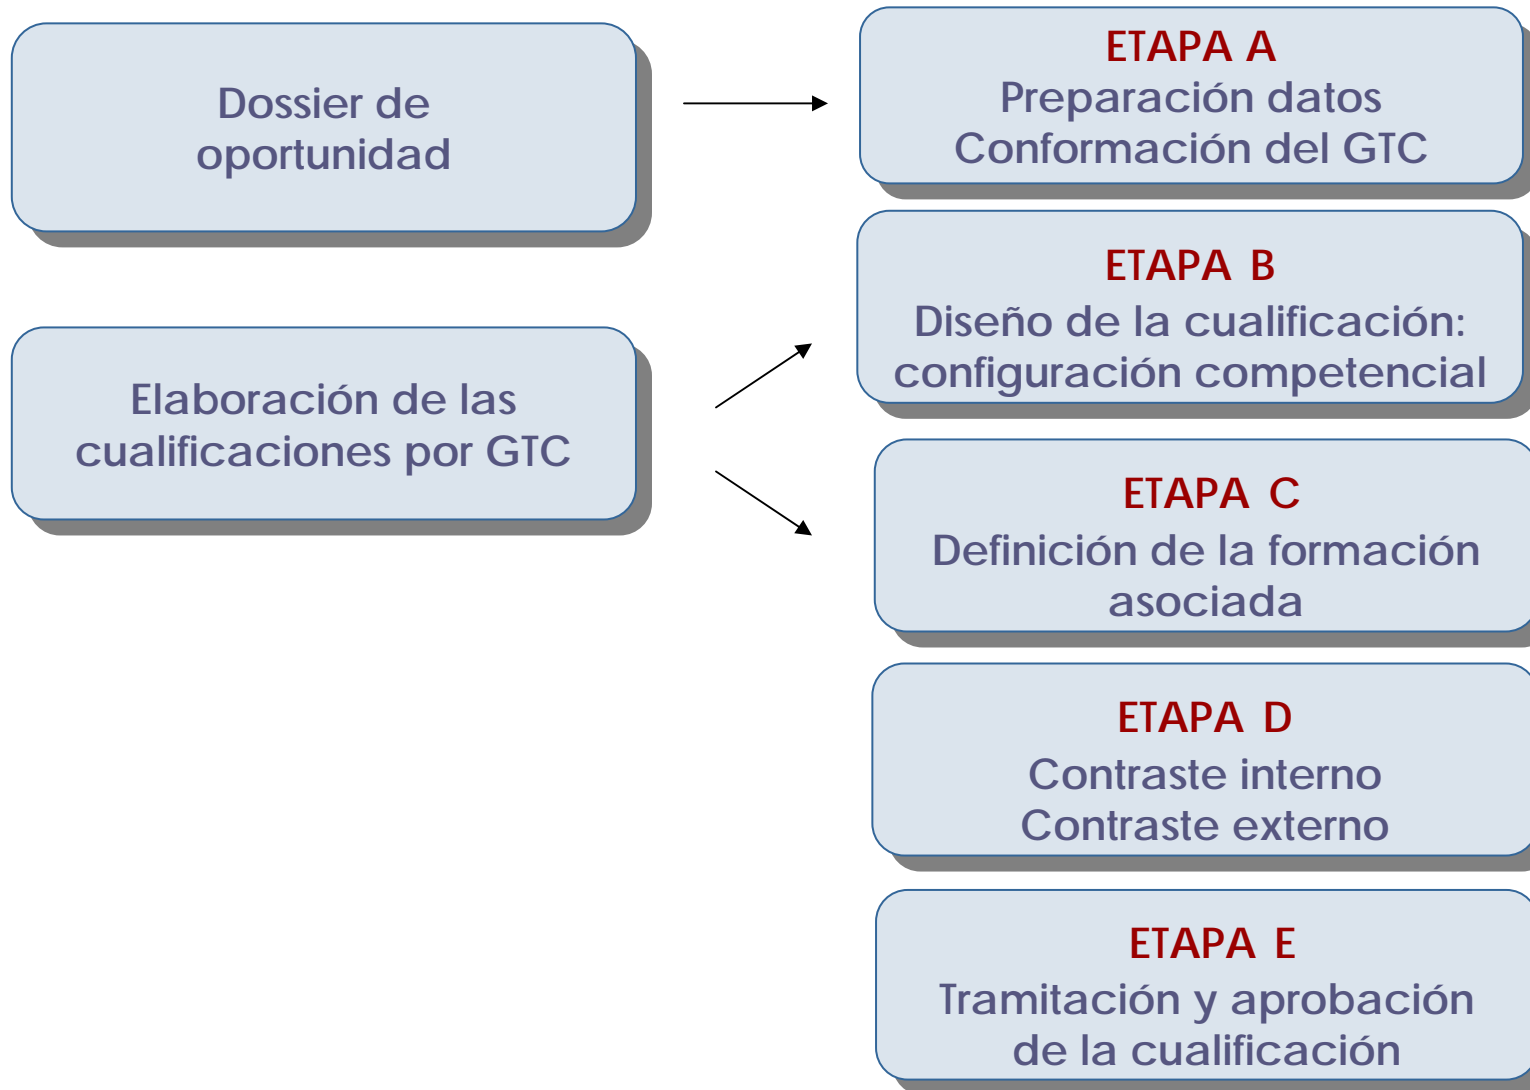 Dossier de
oportunidad
ETAPA A
Preparación datos
Conformación del GTC
Elaboración de las
cualificaciones por GTC
ETAPA B
Diseño de la cualificación:
configuración competencial
ETAPA C
Definición de la formación
asociada
ETAPA D
Contraste interno
Contraste externo
ETAPA E
Tramitación y aprobación
de la cualificación